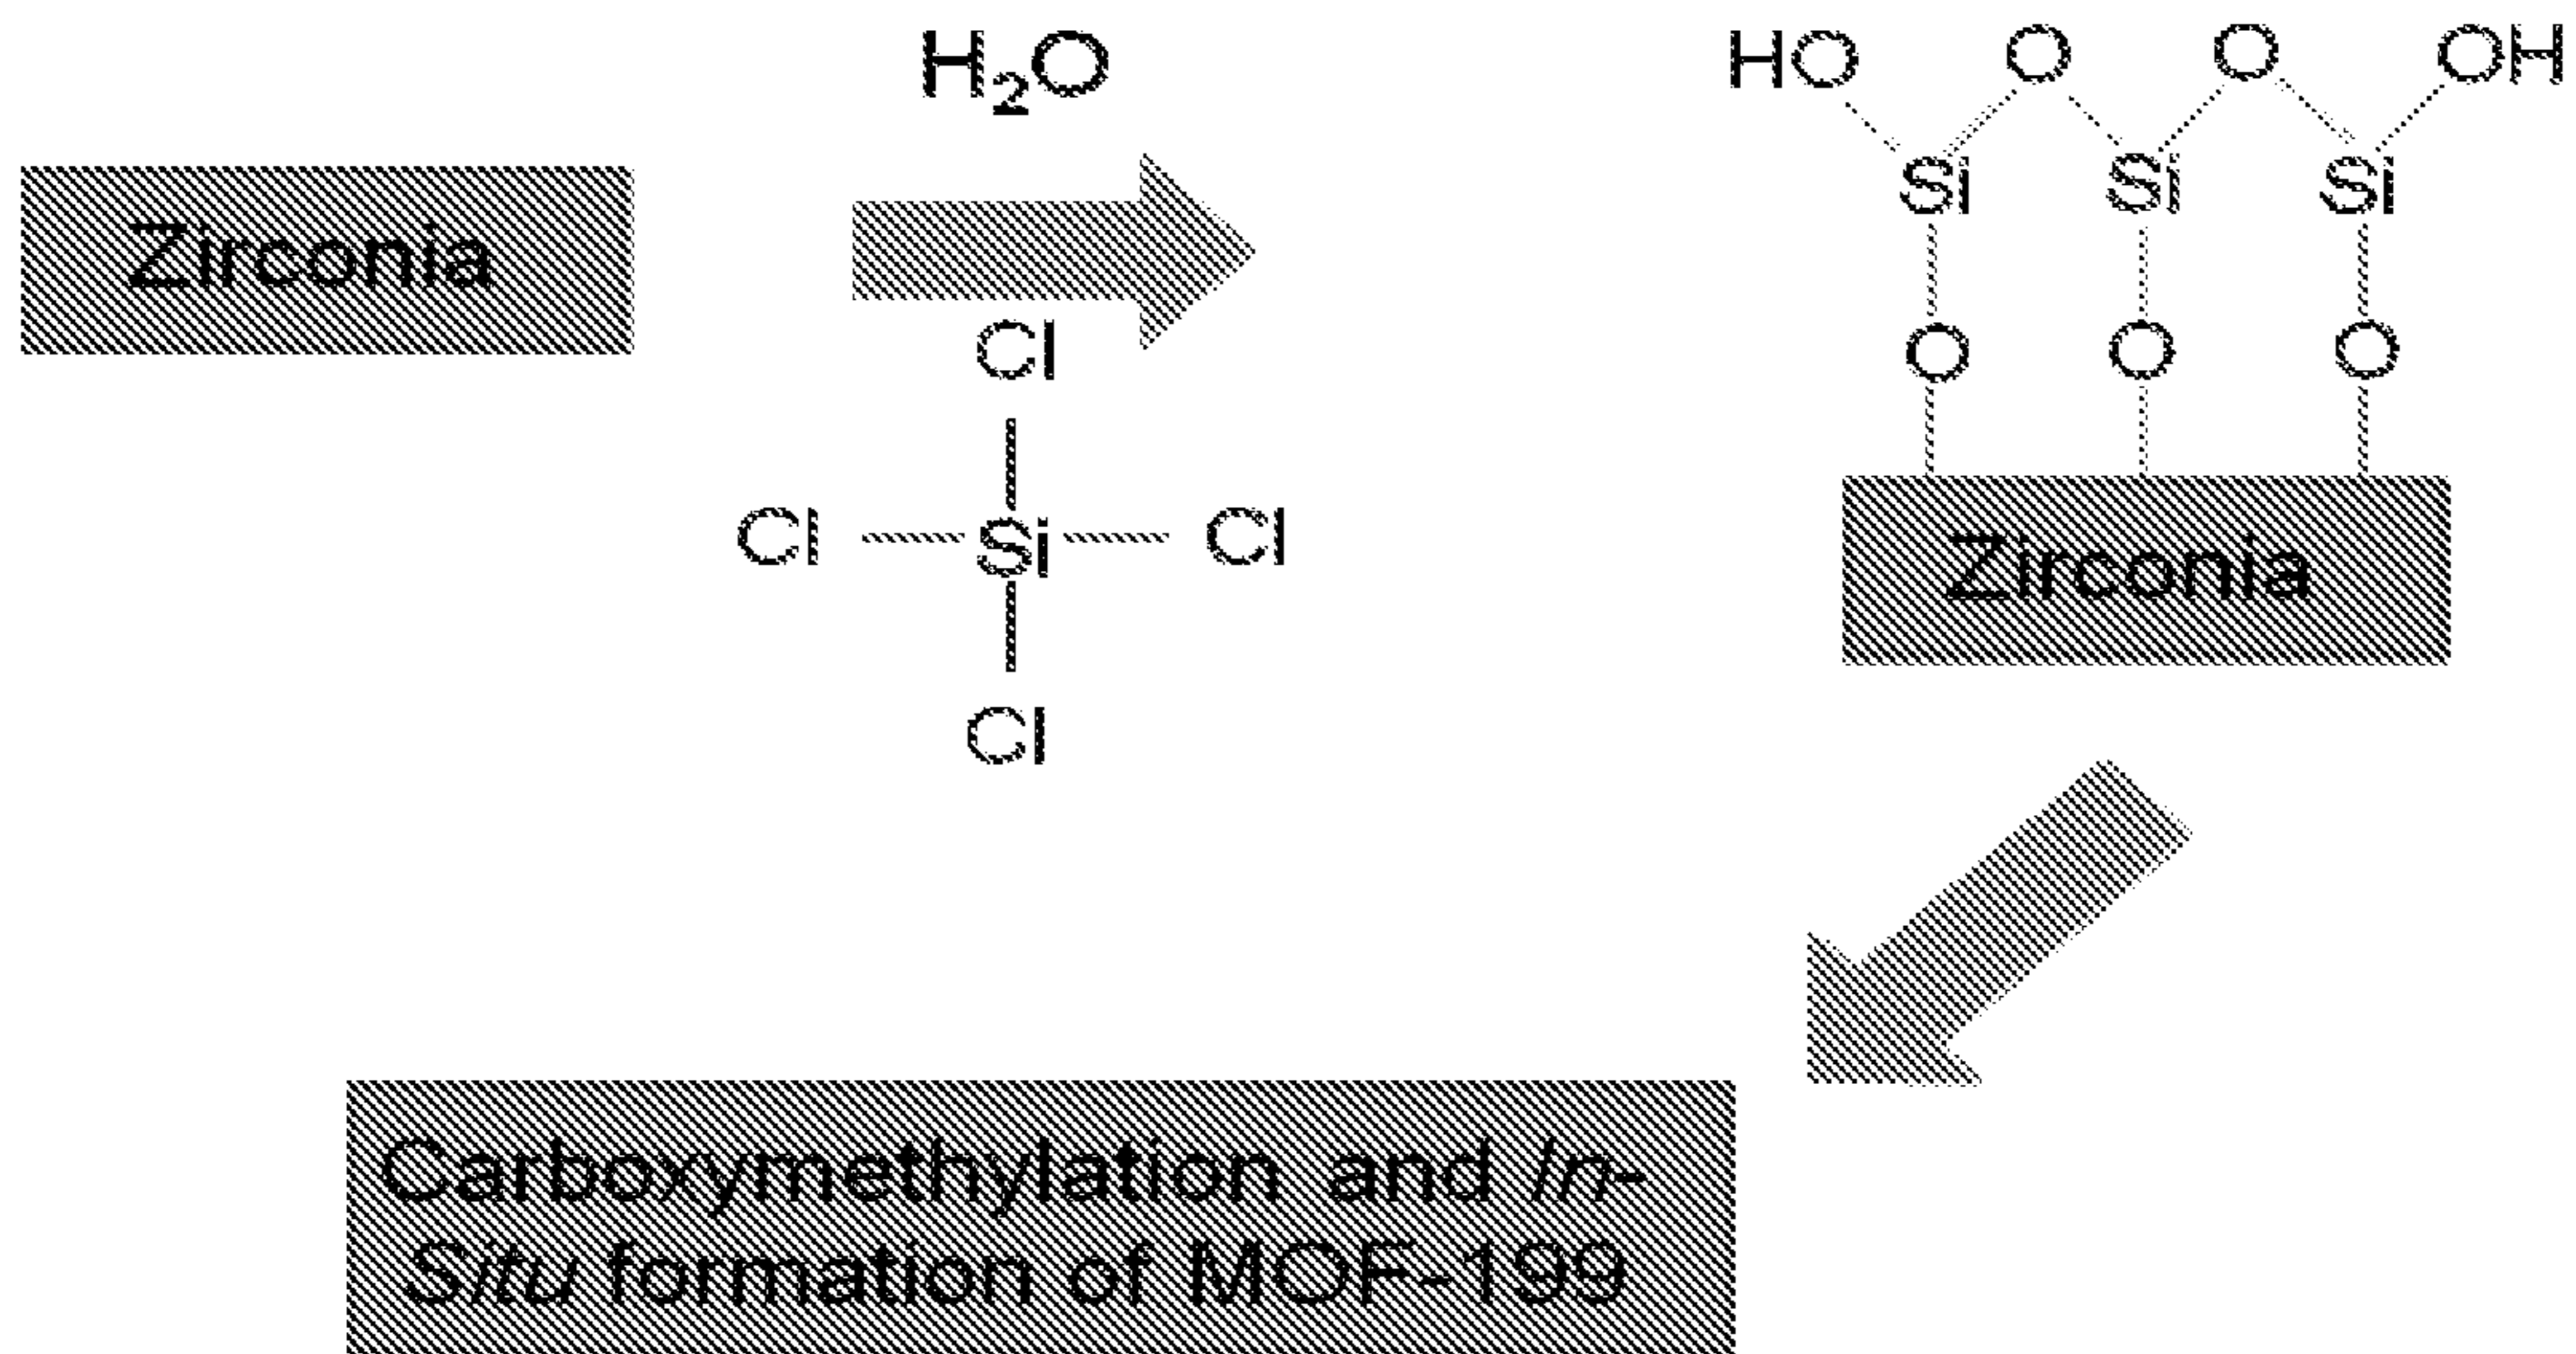 H₂O
Zirconia
Cl
Cl Si Cl
Cl
HO O O OH
Si Si Si
O O O
Zirconia
Carboxymethylation and In-
Situ formation of MOF-199